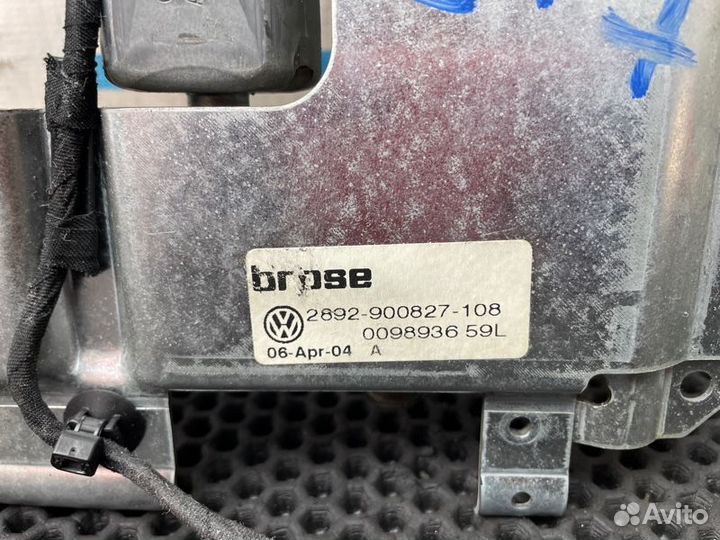 brose
2892-900827-108
0098936 59L
06-Apr-04 A
Avito